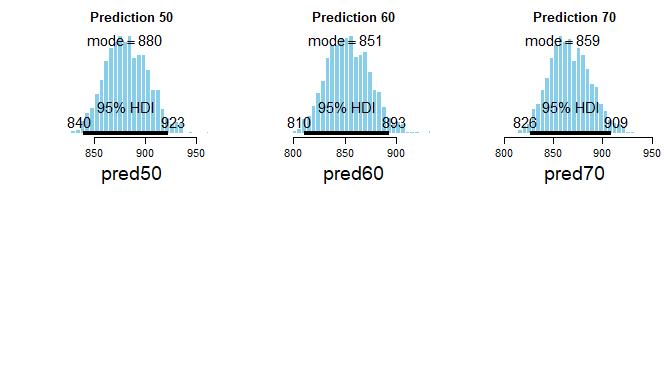 Prediction 50
mode = 880
95% HDI
840 923
850 900 950
pred50
Prediction 60
mode = 851
95% HDI
810 893
800 850 900
pred60
Prediction 70
mode = 859
95% HDI
826 909
800 850 900 950
pred70